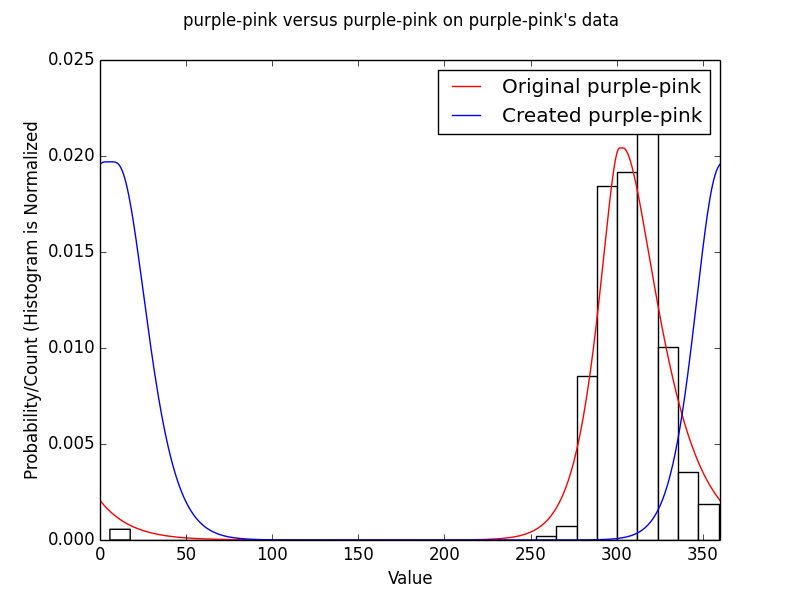 purple-pink versus purple-pink on purple-pink's data
Original purple-pink
Created purple-pink
Probability/Count (Histogram is Normalized
0.025
0.020
0.015
0.010
0.005
0.000
0 50 100 150 200 250 300 350
Value